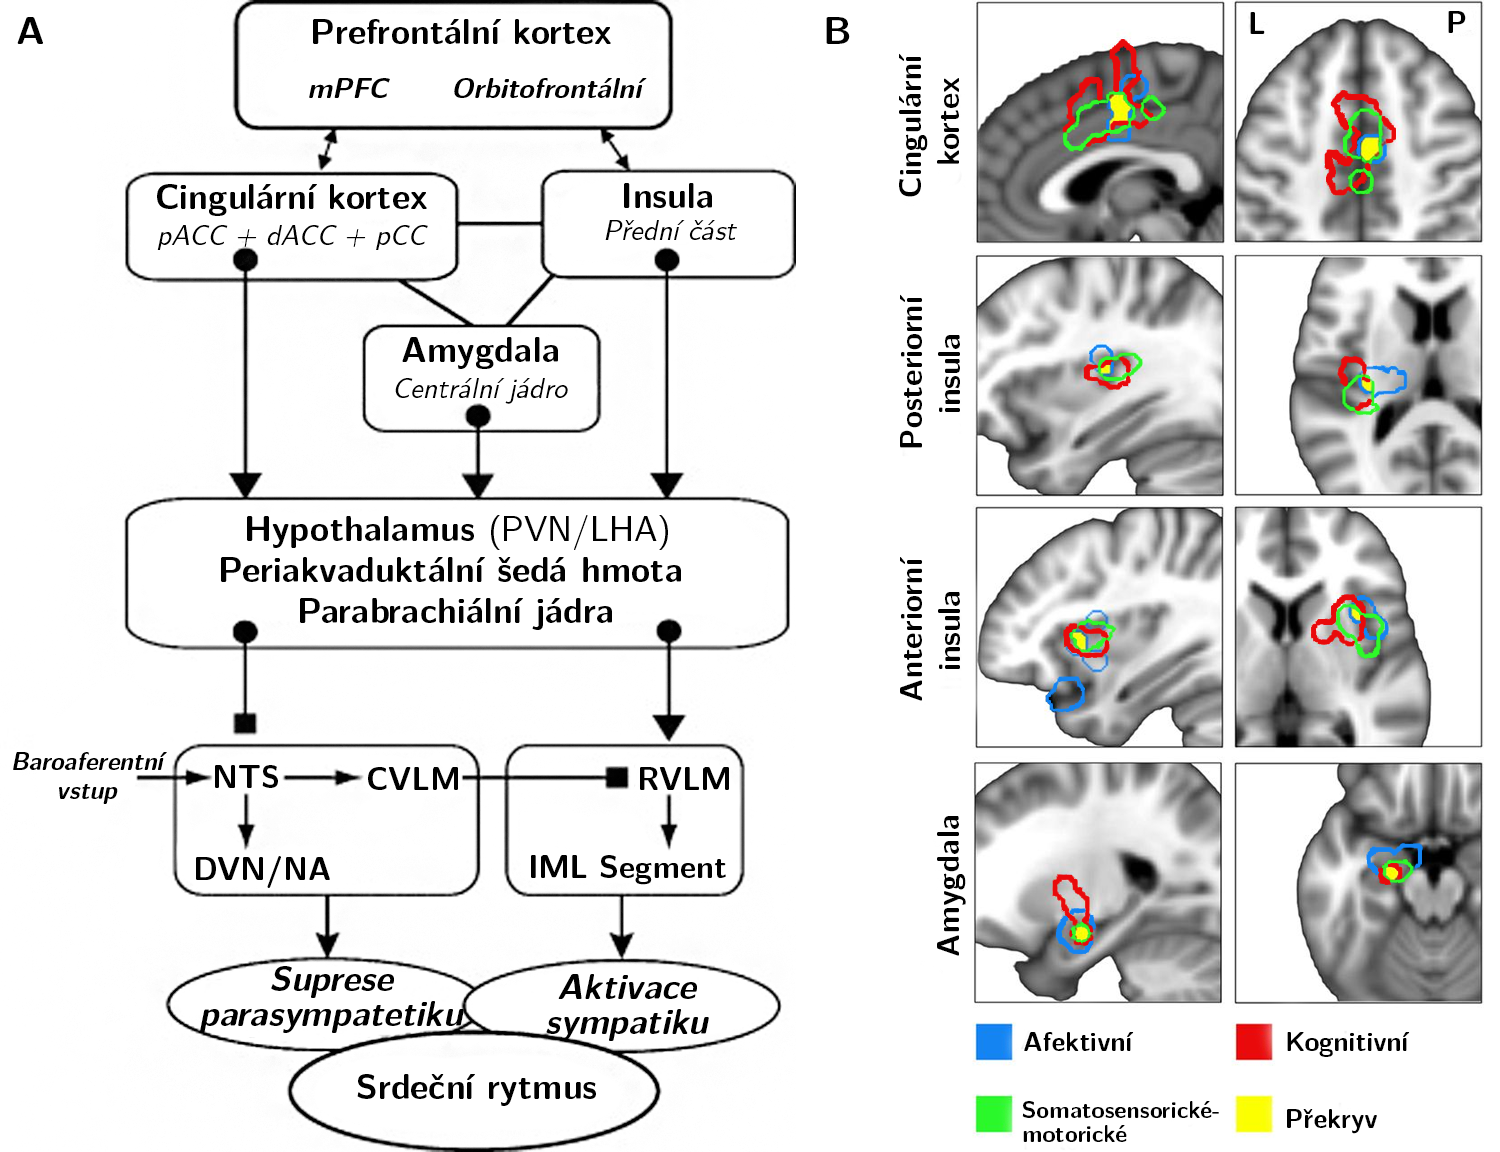 A
Prefrontální kortex
mPFC Orbitofrontální
Cingulární kortex
pACC + dACC + pCC
Insula
Přední část
Amygdala
Centrální jádro
Hypothalamus (PVN/LHA)
Periakvaduktální šedá hmota
Parabrachiální jádra
Baroaferentní
vstup
NTS
CVLM
RVLM
DVN/NA
IML Segment
Suprese
parasympatetiku
Aktivace
sympatiku
Srdeční rytmus
B
L
P
Cingulární
kortex
Posteriorní
insula
Anteriorní
insula
Amygdala
Afektivní
Kognitivní
Somatosensorické-
motorické
Překryv